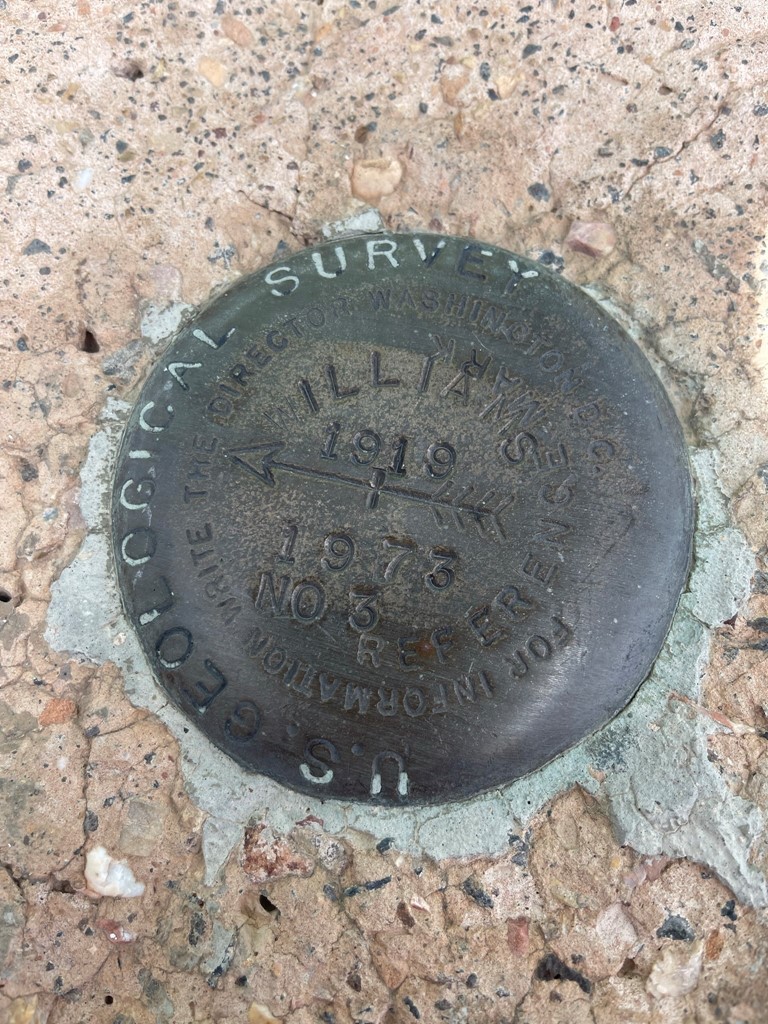 U.S. GEOLOGICAL SURVEY
FOR INFORMATION WRITE THE DIRECTOR WASHINGTON D.C.
REFERENCE MARK
WILLIAMS
1919
1973
NO 3